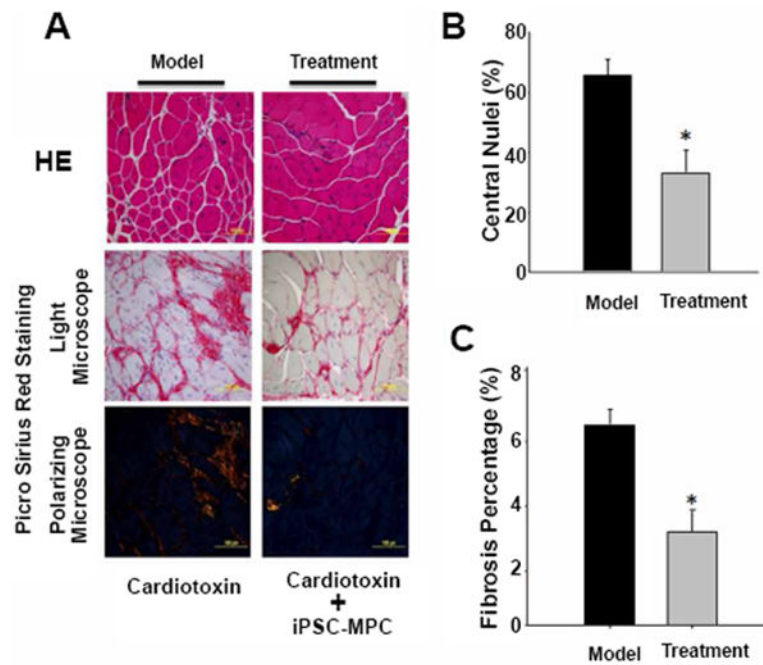 A
Model
Treatment
HE
Picro Sirius Red Staining
Light
Microscope
Polarizing
Microscope
Cardiotoxin
Cardiotoxin
+
iPSC-MPC
B
Central Nulei (%)
80
60
40
20
0
*
Model
Treatment
C
Fibrosis Percentage (%)
8
6
4
2
0
*
Model
Treatment